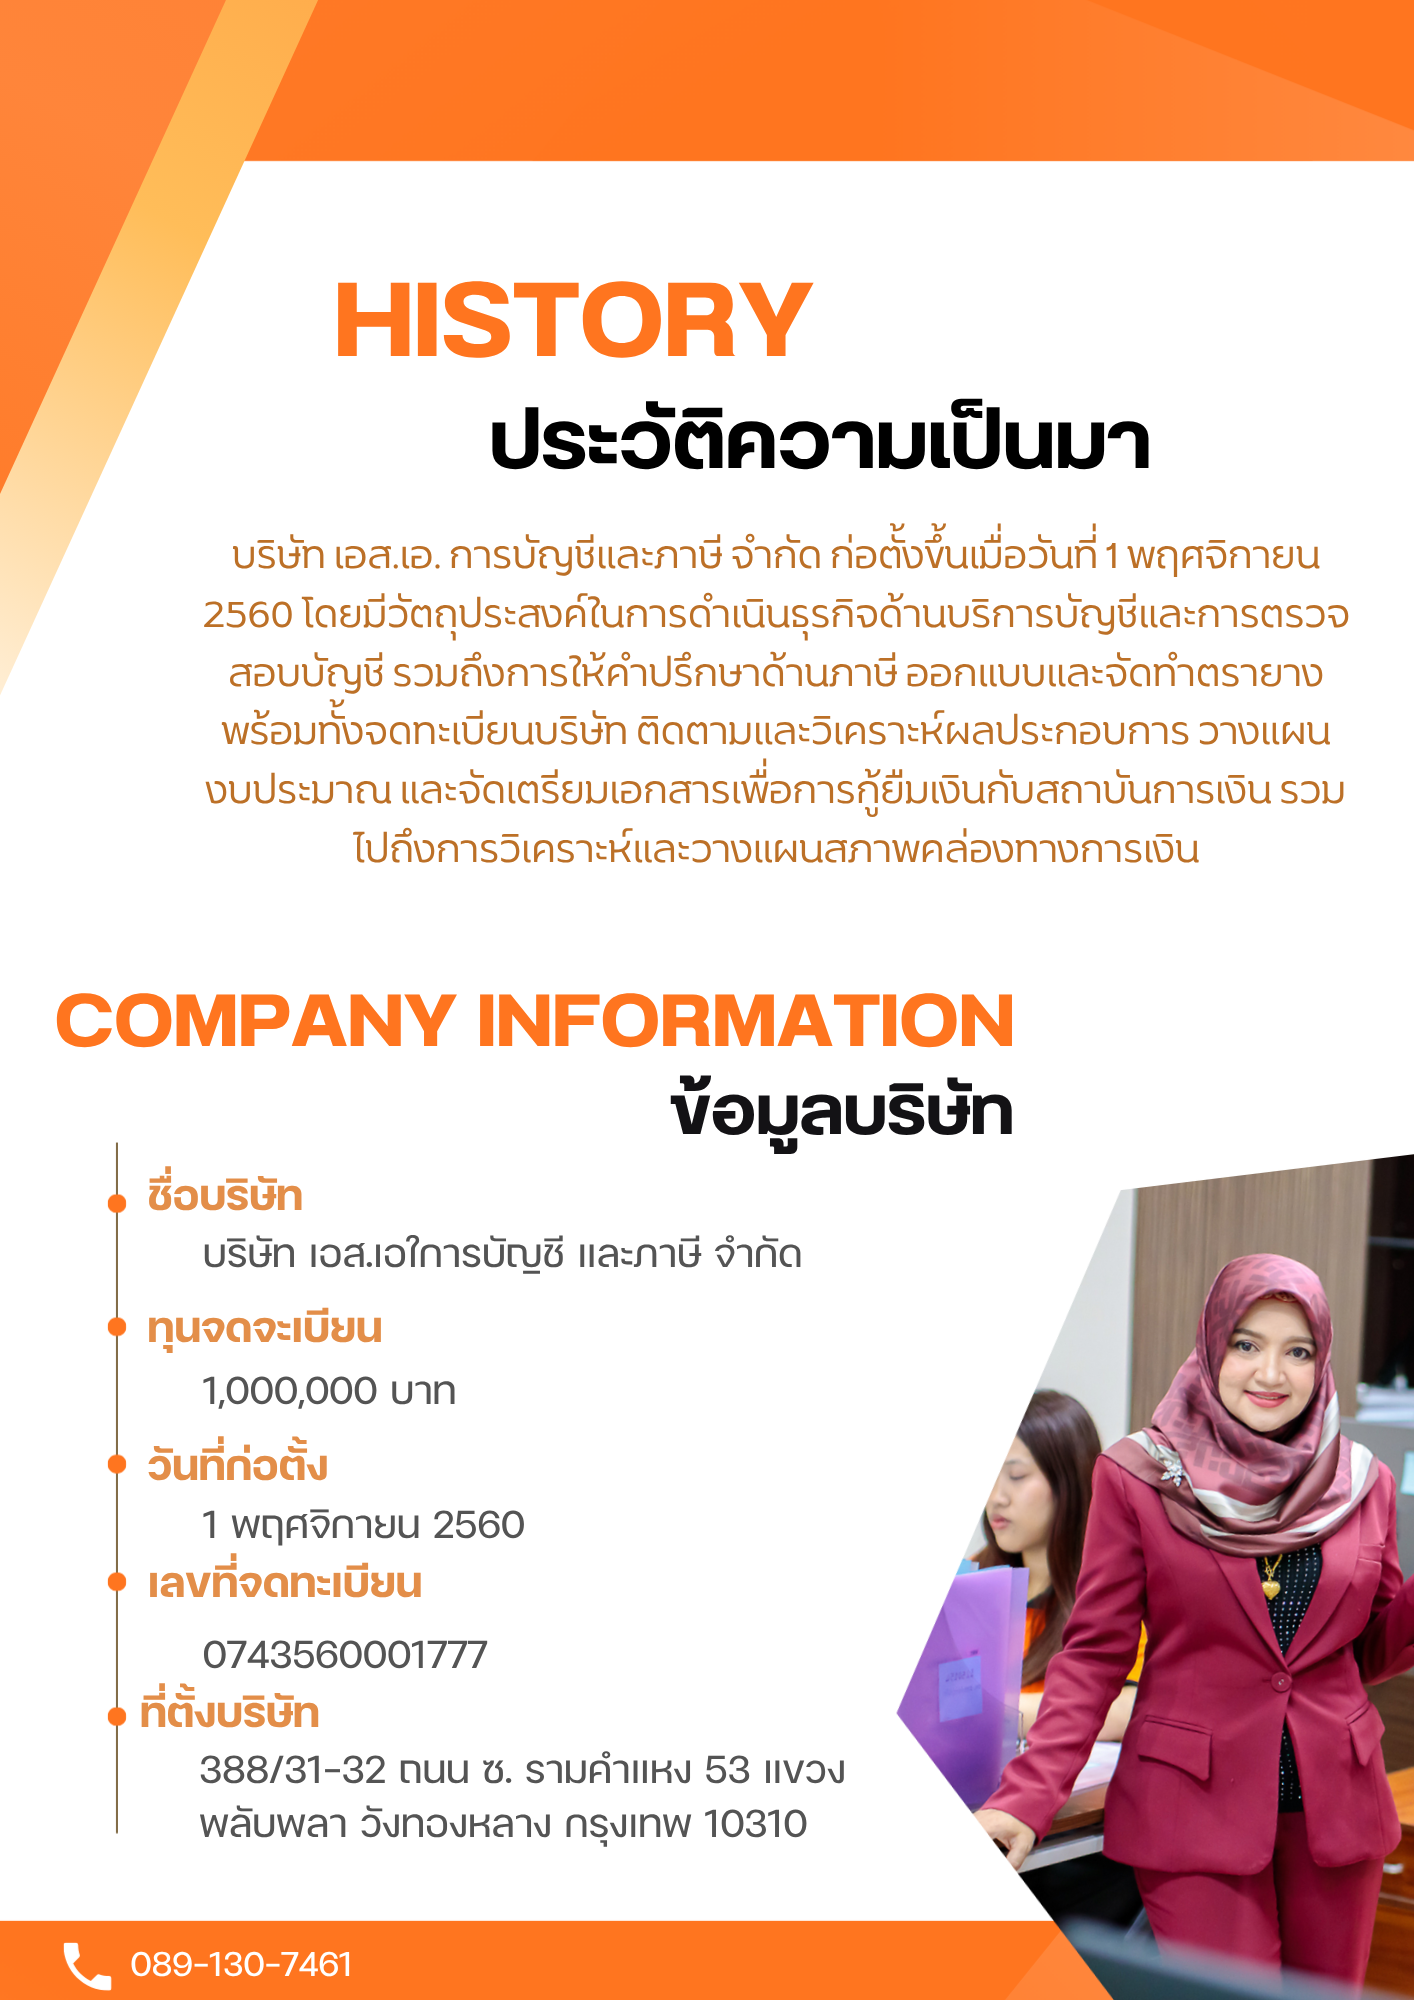 HISTORY
ประวัติความเป็นมา
บริษัท เอส.เอ. การบัญชีและภาษี จำกัด ก่อตั้งขึ้นเมื่อวันที่ 1 พฤศจิกายน
2560 โดยมีวัตถุประสงค์ในการดำเนินธุรกิจด้านบริการบัญชีและการตรวจ
สอบบัญชี รวมถึงการให้คำปรึกษาด้านภาษี ออกแบบและจัดทำตรายาง
พร้อมทั้งจดทะเบียนบริษัท ติดตามและวิเคราะห์ผลประกอบการ วางแผน
งบประมาณ และจัดเตรียมเอกสารเพื่อการกู้ยืมเงินกับสถาบันการเงิน รวม
ไปถึงการวิเคราะห์และวางแผนสภาพคล่องทางการเงิน
COMPANY INFORMATION
ข้อมูลบริษัท
ชื่อบริษัท
บริษัท เอส.เอใการบัญชี และภาษี จำกัด
ทุนจดจะเบียน
1,000,000 บาท
วันที่ก่อตั้ง
1 พฤศจิกายน 2560
เลขที่จดทะเบียน
0743560001777
ที่ตั้งบริษัท
388/31-32 ถนน ซ. รามคำแหง 53 แขวง
พลับพลา วังทองหลาง กรุงเทพ 10310
089-130-7461